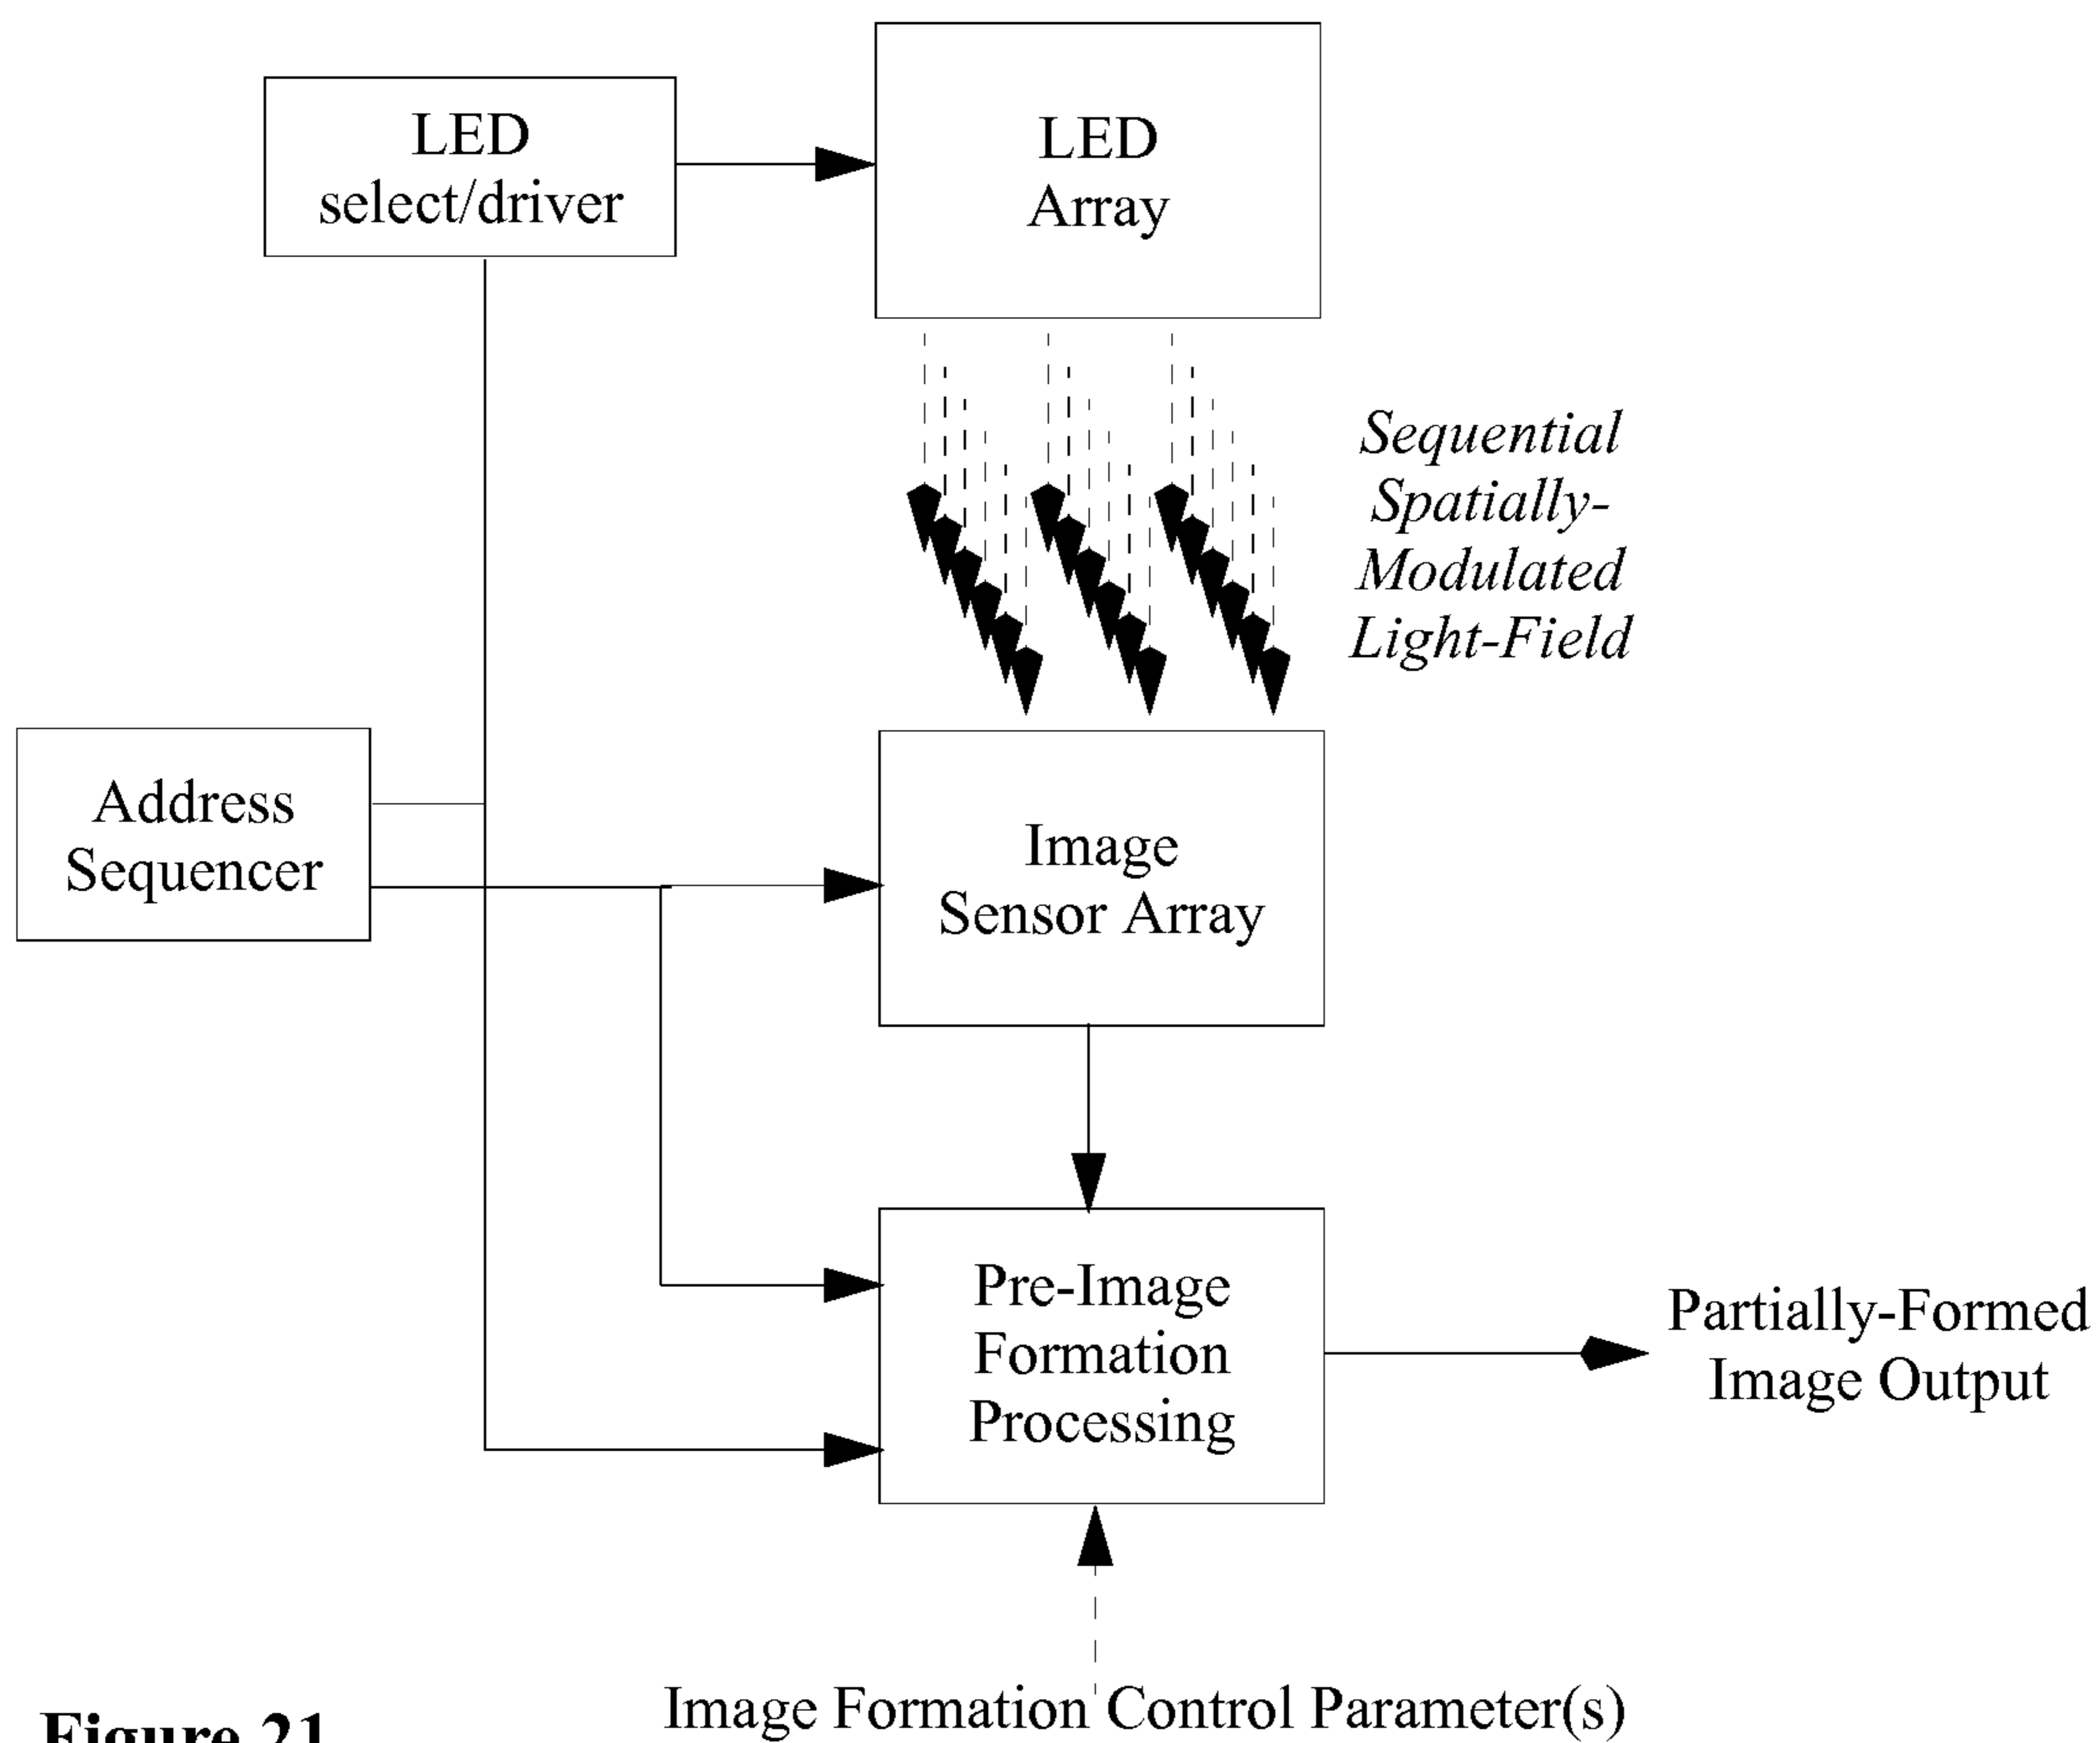 LED
select/driver
LED
Array
Sequential
Spatially-
Modulated
Light-Field
Address
Sequencer
Image
Sensor Array
Pre-Image
Formation
Processing
Partially-Formed
Image Output
Image Formation Control Parameter(s)
Figure 21